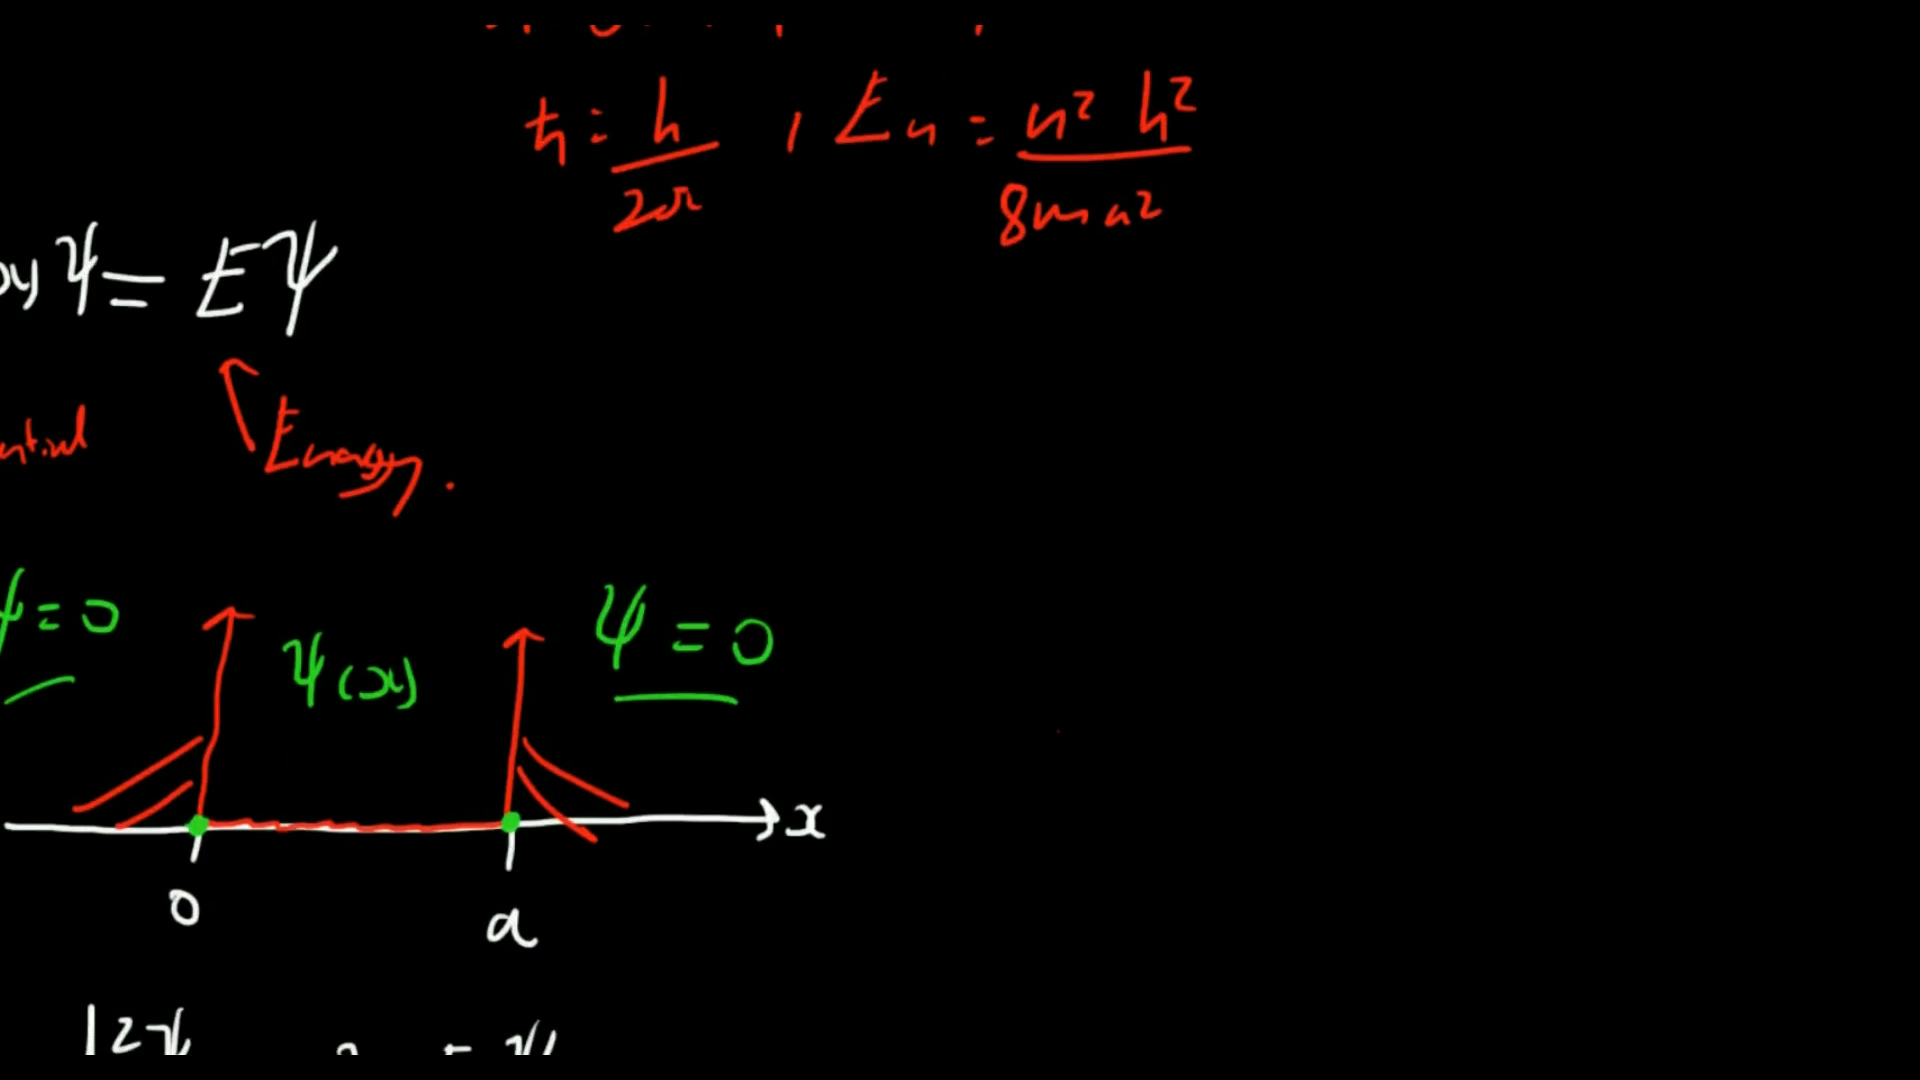 ħ = h/2π , En = n² h²/8ma²
ψ = Eψ
Energy.
ψ = 0 ψ(x) ψ = 0
x
0 a